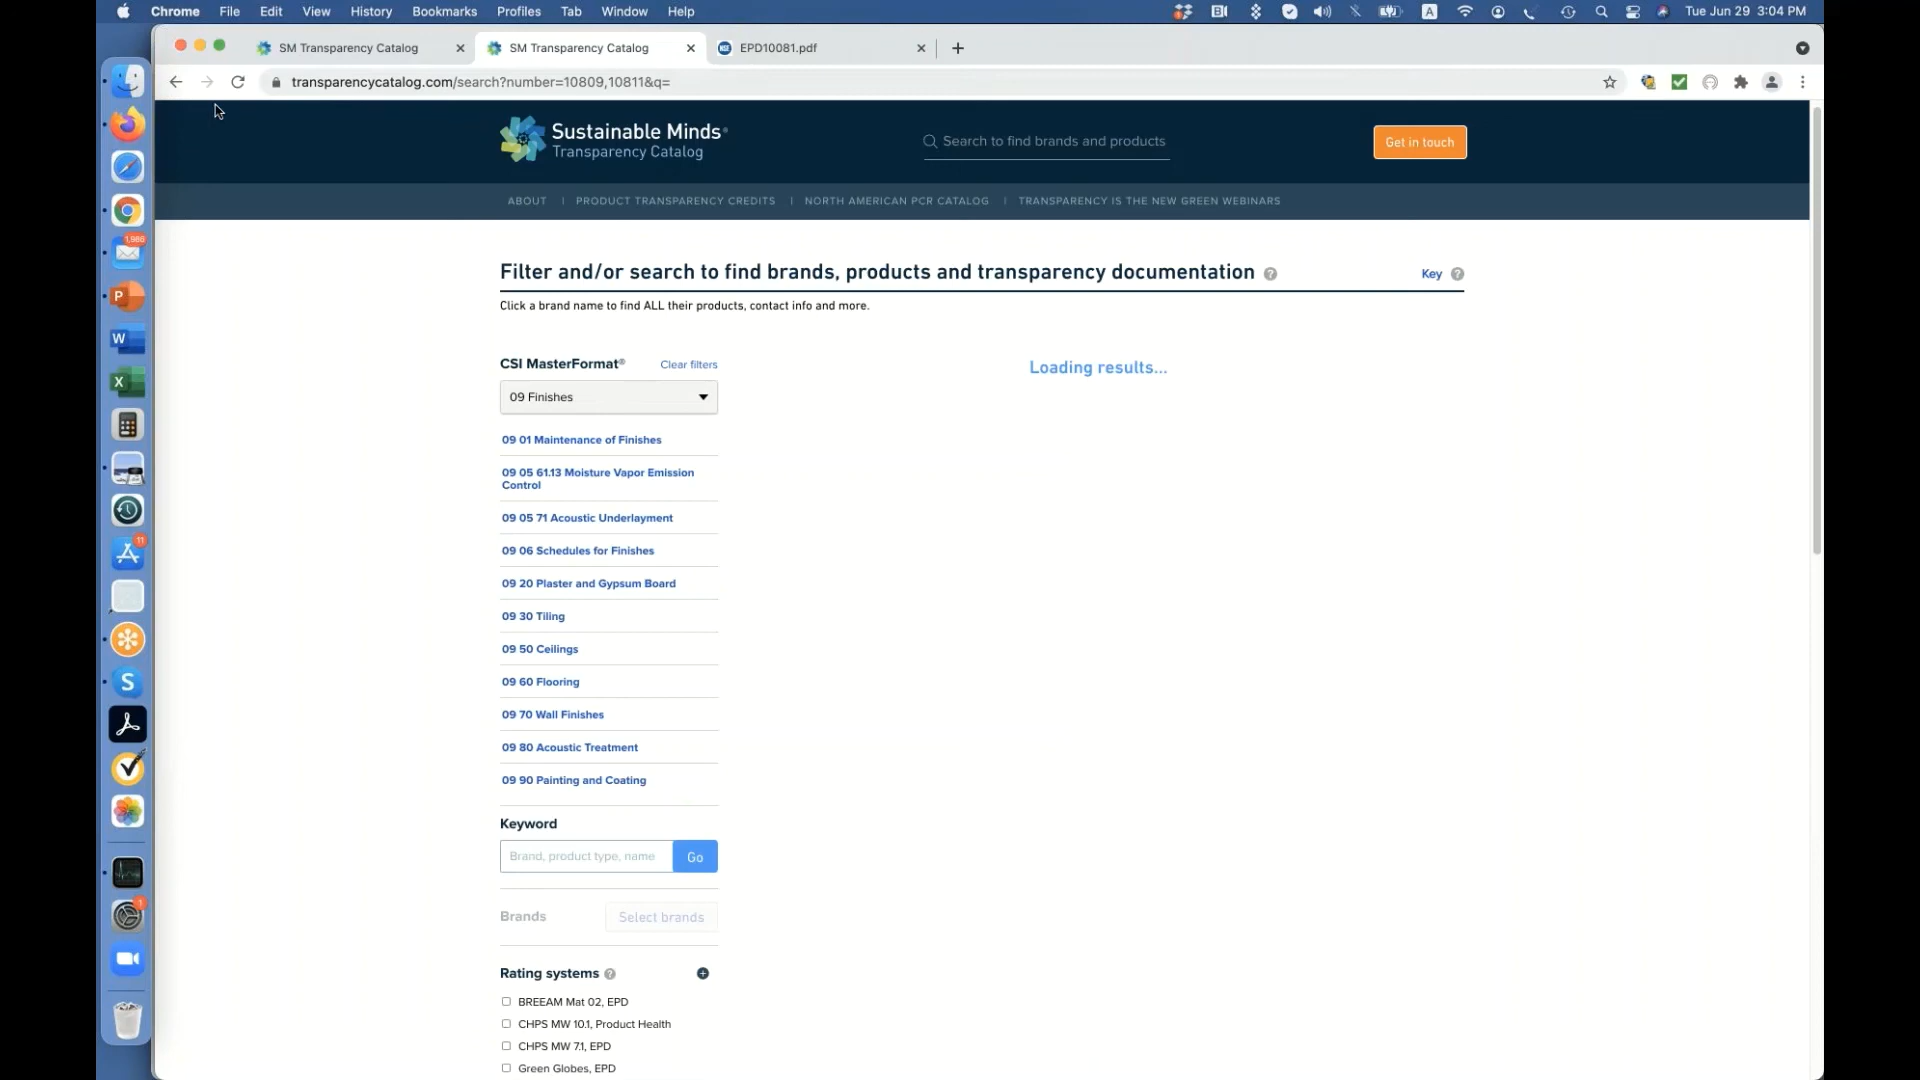 Chrome File Edit View History Bookmarks Profiles Tab Window Help
A
Tue Jun 29 3:04 PM
SM Transparency Catalog
SM Transparency Catalog
EPD10081.pdf
transparencycatalog.com/search?number=10809,10811&q=
Sustainable Minds®
Transparency Catalog
Search to find brands and products
Get in touch
ABOUT | PRODUCT TRANSPARENCY CREDITS | NORTH AMERICAN PCR CATALOG | TRANSPARENCY IS THE NEW GREEN WEBINARS
Filter and/or search to find brands, products and transparency documentation ?
Key ?
Click a brand name to find ALL their products, contact info and more.
CSI MasterFormat®
Clear filters
Loading results...
09 Finishes
09 01 Maintenance of Finishes
09 05 61.13 Moisture Vapor Emission
Control
09 05 71 Acoustic Underlayment
09 06 Schedules for Finishes
09 20 Plaster and Gypsum Board
09 30 Tiling
09 50 Ceilings
09 60 Flooring
09 70 Wall Finishes
09 80 Acoustic Treatment
09 90 Painting and Coating
Keyword
Brand, product type, name
Go
Brands
Select brands
Rating systems ?
BREEAM Mat 02, EPD
CHPS MW 10.1, Product Health
CHPS MW 7.1, EPD
Green Globes, EPD
P
W
X
11
S
1